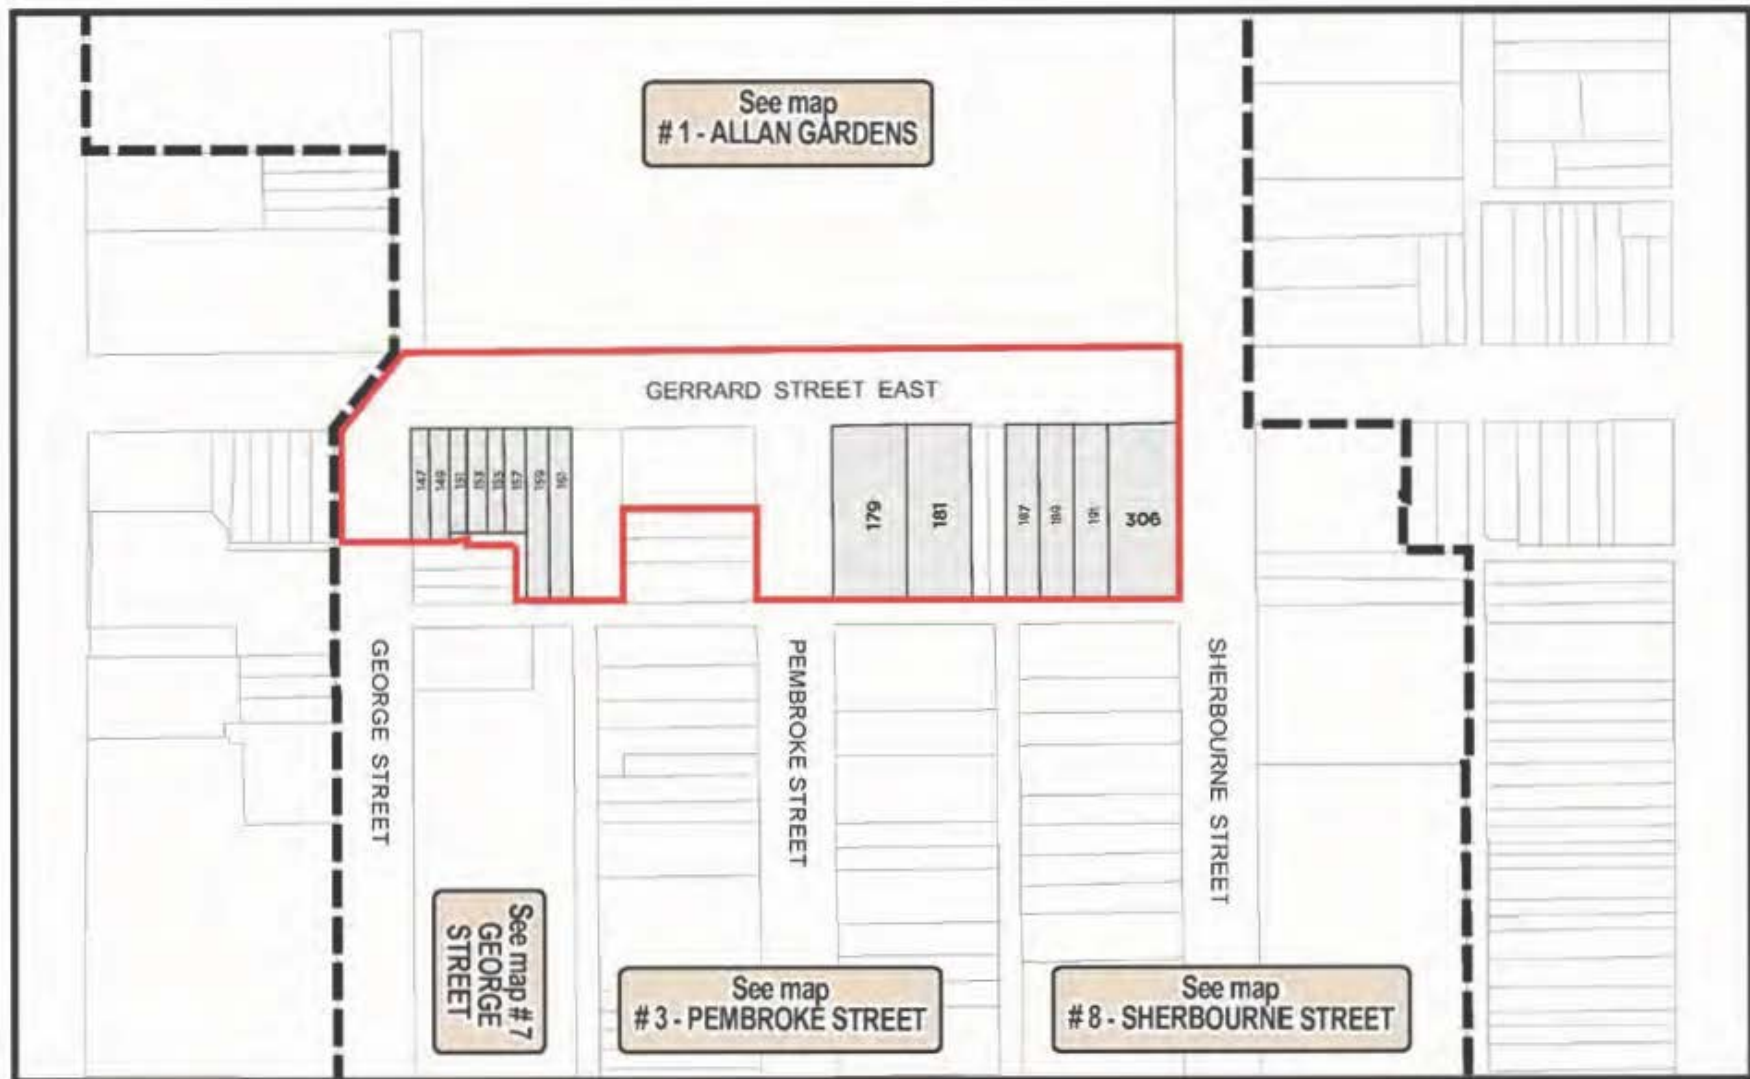 See map
# 1 - ALLAN GARDENS
GERRARD STREET EAST
147
149
151
153
155
157
159
161
179
181
187
189
191
306
GEORGE STREET
PEMBROKE STREET
SHERBOURNE STREET
See map # 7
GEORGE
STREET
See map
# 3 - PEMBROKE STREET
See map
# 8 - SHERBOURNE STREET